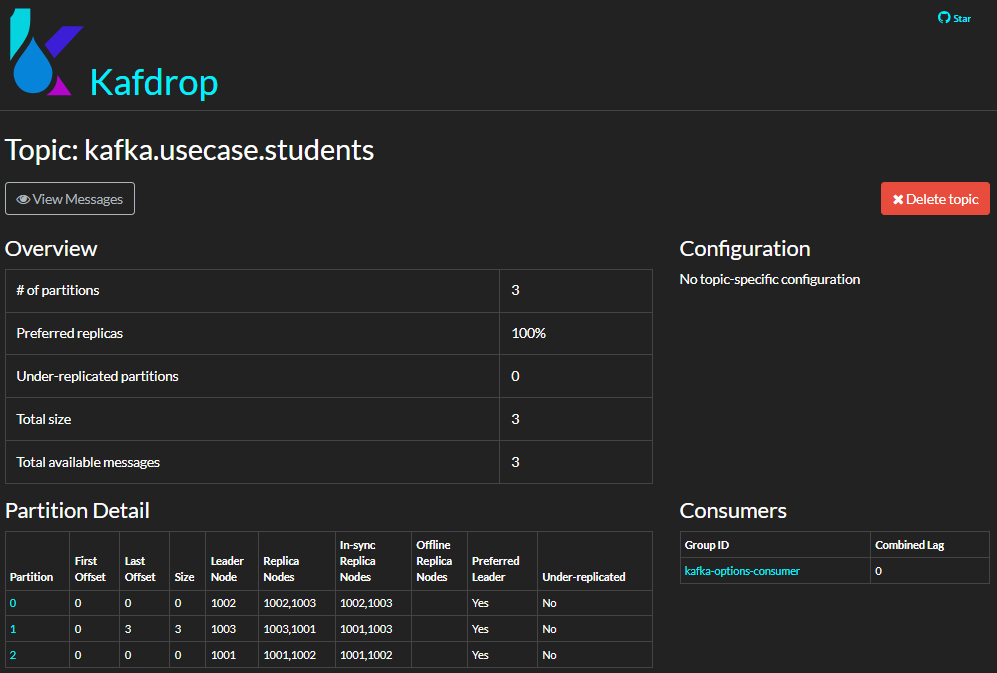 Star
Kafdrop
Topic: kafka.usecase.students
View Messages
Delete topic
Overview
# of partitions 3
Preferred replicas 100%
Under-replicated partitions 0
Total size 3
Total available messages 3
Configuration
No topic-specific configuration
Partition Detail
Partition First Offset Last Offset Size Leader Node Replica Nodes In-sync Replica Nodes Offline Replica Nodes Preferred Leader Under-replicated
0 0 0 0 1002 1002,1003 1002,1003 Yes No
1 0 3 3 1003 1003,1001 1001,1003 Yes No
2 0 0 0 1001 1001,1002 1001,1002 Yes No
Consumers
Group ID Combined Lag
kafka-options-consumer 0